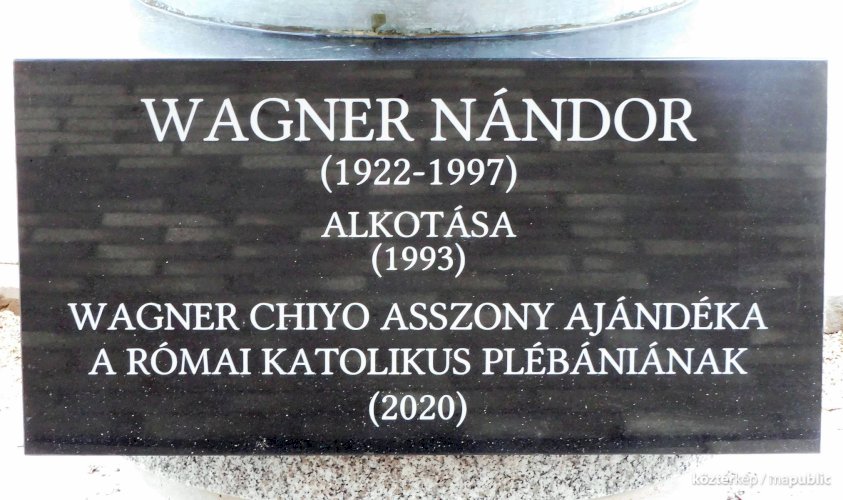 WAGNER NÁNDOR
(1922-1997)
ALKOTÁSA
(1993)
WAGNER CHIYO ASSZONY AJÁNDÉKA
A RÓMAI KATOLIKUS PLÉBÁNIÁNAK
(2020)
köztérkép / mapublic